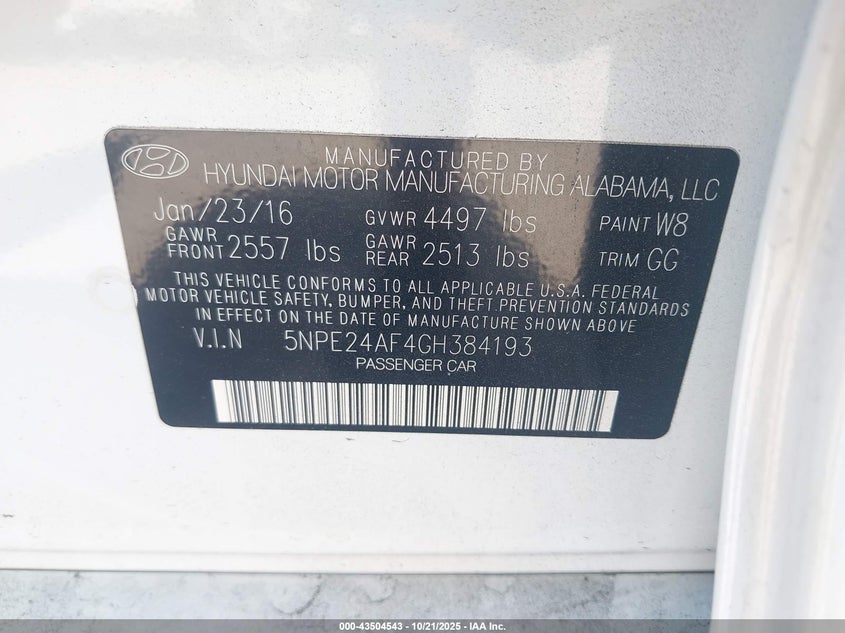 MANUFACTURED BY
HYUNDAI MOTOR MANUFACTURING ALABAMA, LLC
Jan/23/16 GVWR 4497 lbs PAINT W8
GAWR FRONT 2557 lbs GAWR REAR 2513 lbs TRIM GG
THIS VEHICLE CONFORMS TO ALL APPLICABLE U.S.A. FEDERAL
MOTOR VEHICLE SAFETY, BUMPER, AND THEFT PREVENTION STANDARDS
IN EFFECT ON THE DATE OF MANUFACTURE SHOWN ABOVE
V.I.N 5NPE24AF4GH384193
PASSENGER CAR
000-43504543 / 10/21/2025 - IAA Inc.